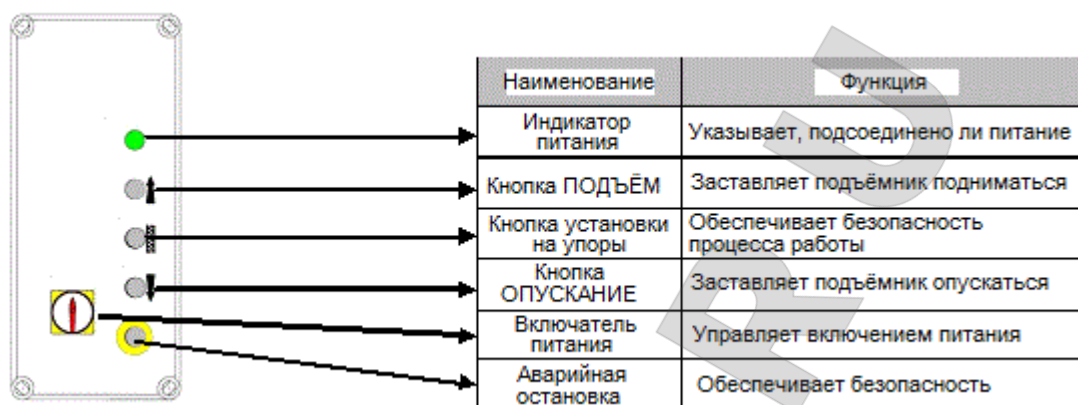 Наименование Функция
Индикатор
питания
Указывает, подсоединено ли питание
Кнопка ПОДЪЁМ Заставляет подъёмник подниматься
Кнопка установки
на упоры
Обеспечивает безопасность
процесса работы
Кнопка
ОПУСКАНИЕ
Заставляет подъёмник опускаться
Включатель
питания
Управляет включением питания
Аварийная
остановка
Обеспечивает безопасность
R U